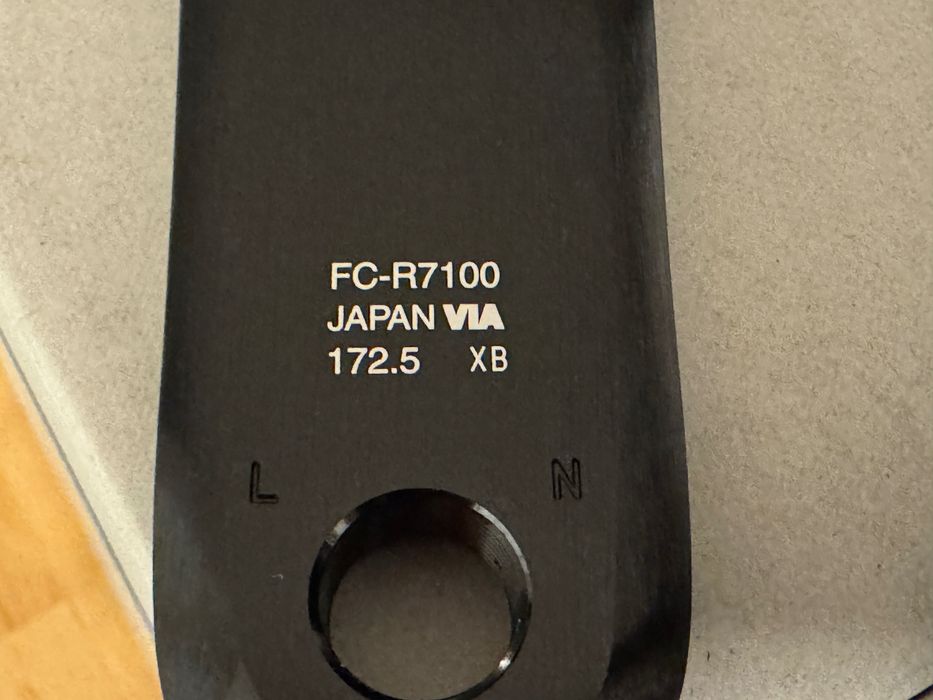 FC-R7100
JAPAN VIA
172.5 XB
L N